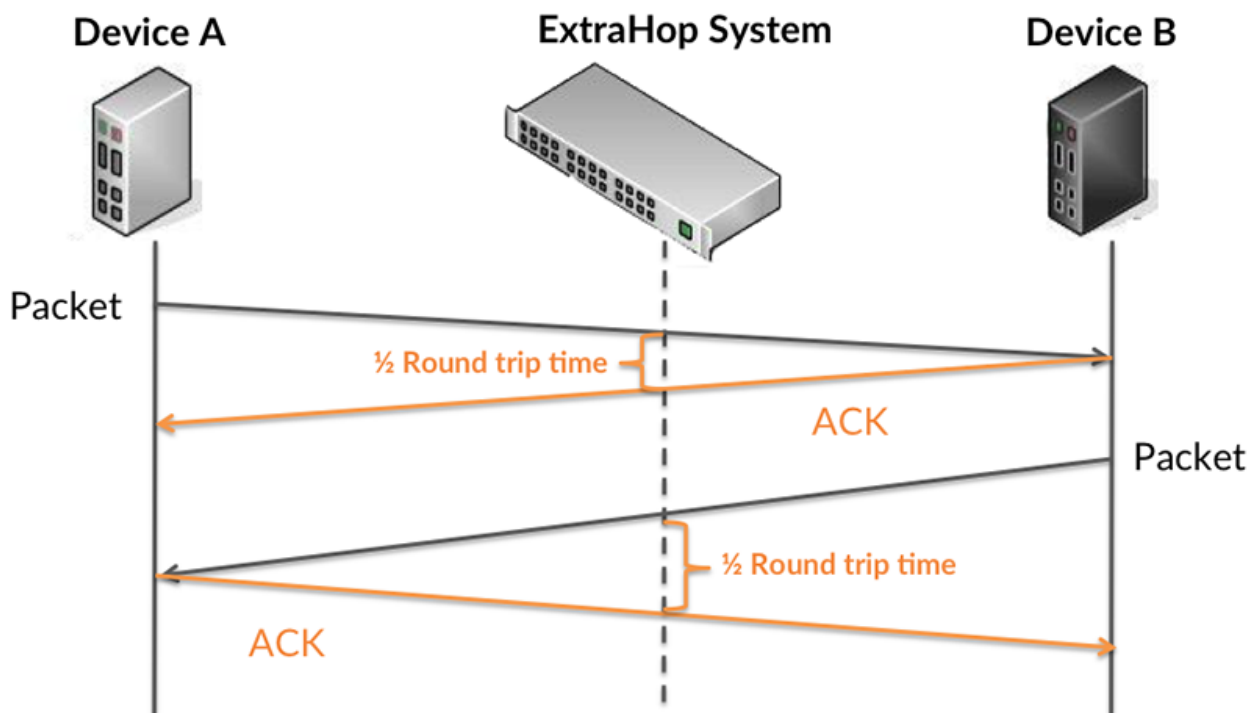 Device A
ExtraHop System
Device B
Packet
½ Round trip time
ACK
Packet
½ Round trip time
ACK